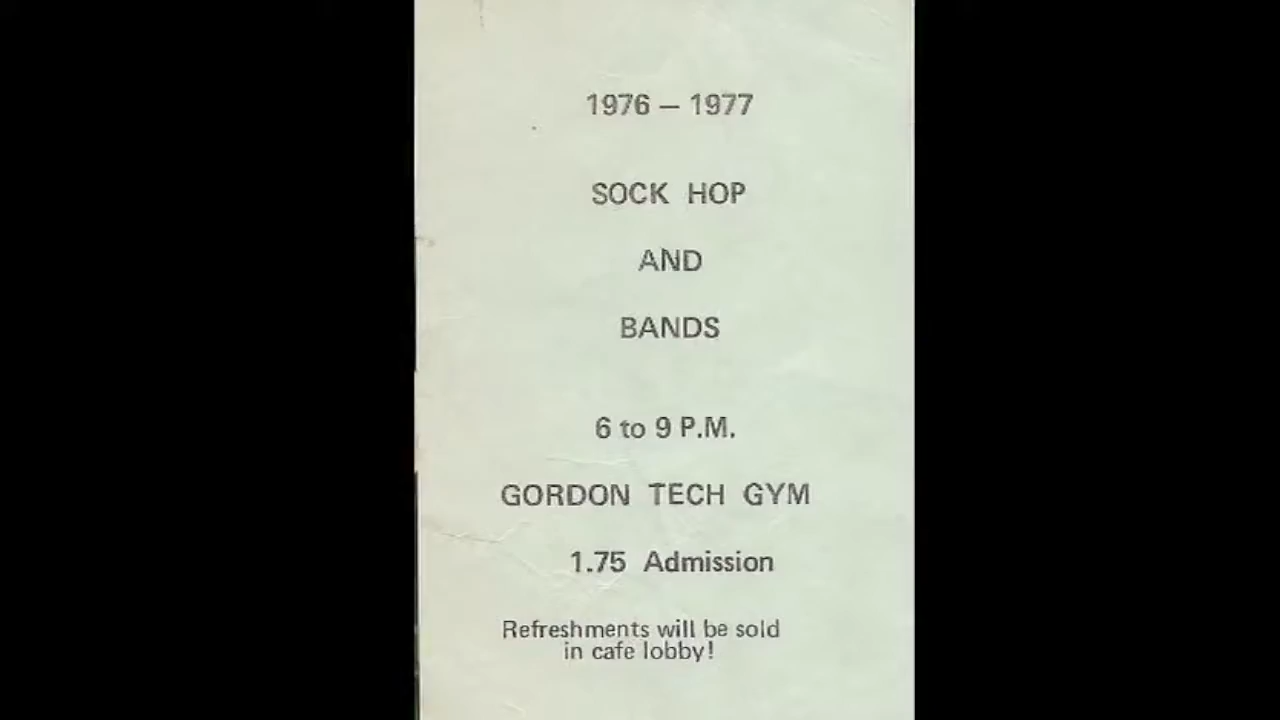 1976 – 1977
SOCK HOP
AND
BANDS
6 to 9 P.M.
GORDON TECH GYM
1.75 Admission
Refreshments will be sold
in cafe lobby!